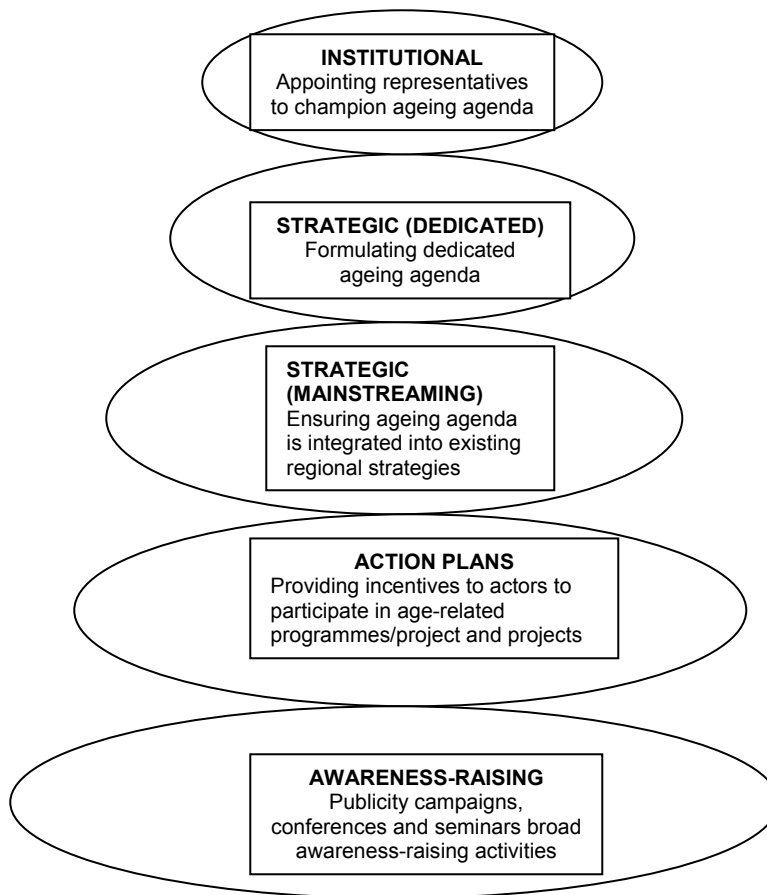 INSTITUTIONAL
Appointing representatives
to champion ageing agenda
STRATEGIC (DEDICATED)
Formulating dedicated
ageing agenda
STRATEGIC
(MAINSTREAMING)
Ensuring ageing agenda
is integrated into existing
regional strategies
ACTION PLANS
Providing incentives to actors to
participate in age-related
programmes/project and projects
AWARENESS-RAISING
Publicity campaigns,
conferences and seminars broad
awareness-raising activities